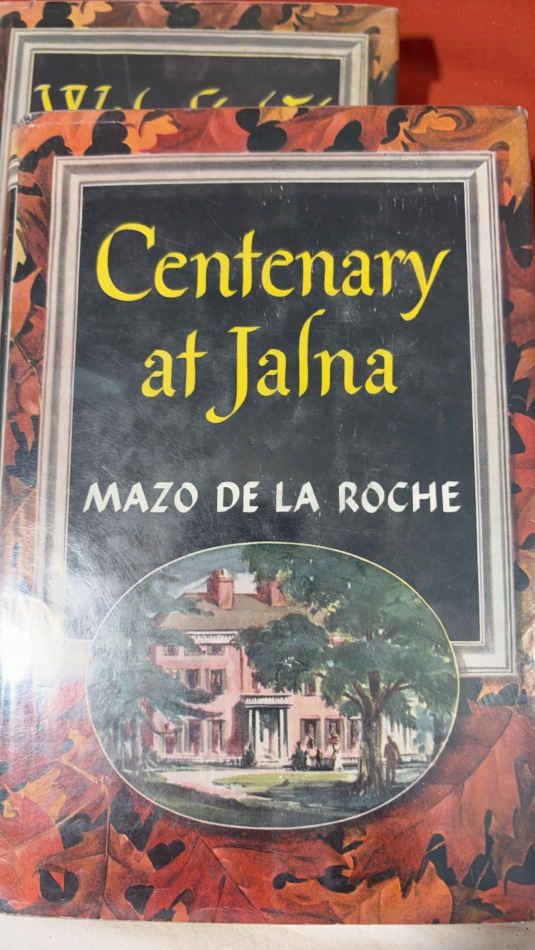 Centenary
at Jalna
MAZO DE LA ROCHE